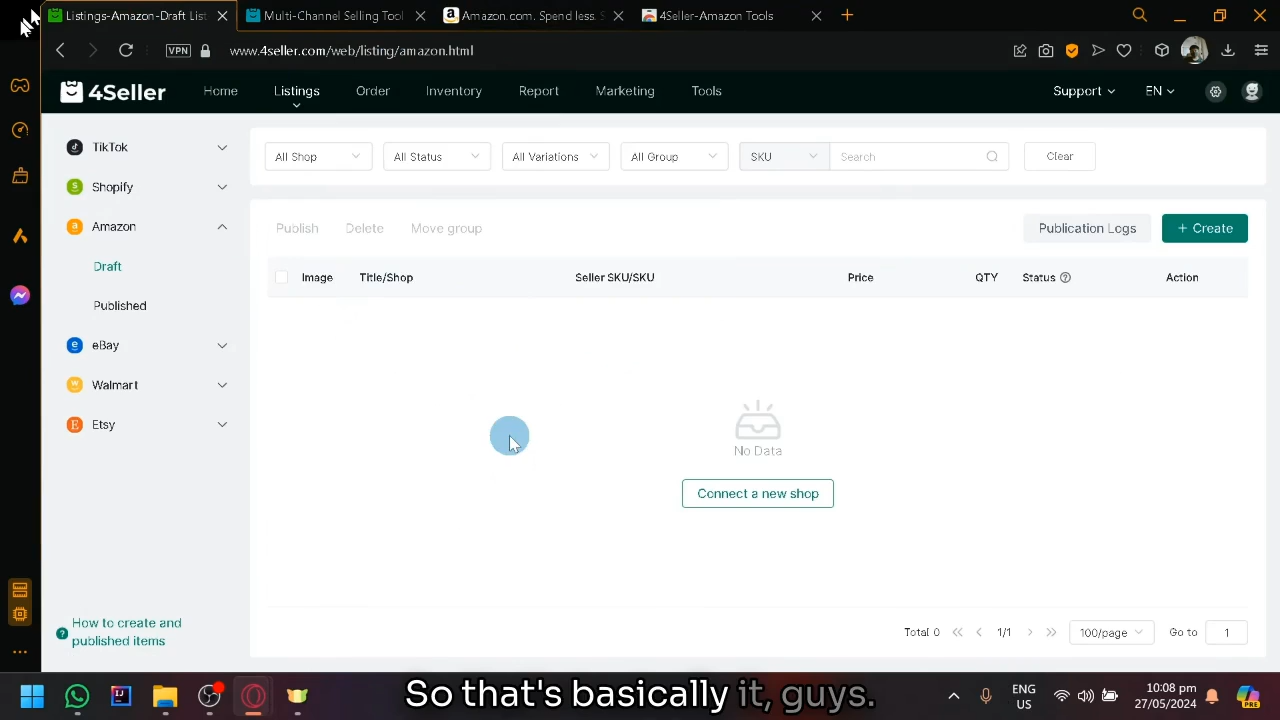 Listings-Amazon-Draft List
Multi-Channel Selling Tool
Amazon.com. Spend less. S
4Seller-Amazon Tools
VPN
www.4seller.com/web/listing/amazon.html
4Seller
Home
Listings
Order
Inventory
Report
Marketing
Tools
Support
EN
TikTok
Shopify
Amazon
Draft
Published
eBay
Walmart
Etsy
How to create and
published items
All Shop
All Status
All Variations
All Group
SKU
Search
Clear
Publish
Delete
Move group
Publication Logs
+ Create
Image
Title/Shop
Seller SKU/SKU
Price
QTY
Status
Action
No Data
Connect a new shop
Total 0
1/1
100/page
Go to
1
So that's basically it, guys.
ENG
US
10:08 pm
27/05/2024
PRE